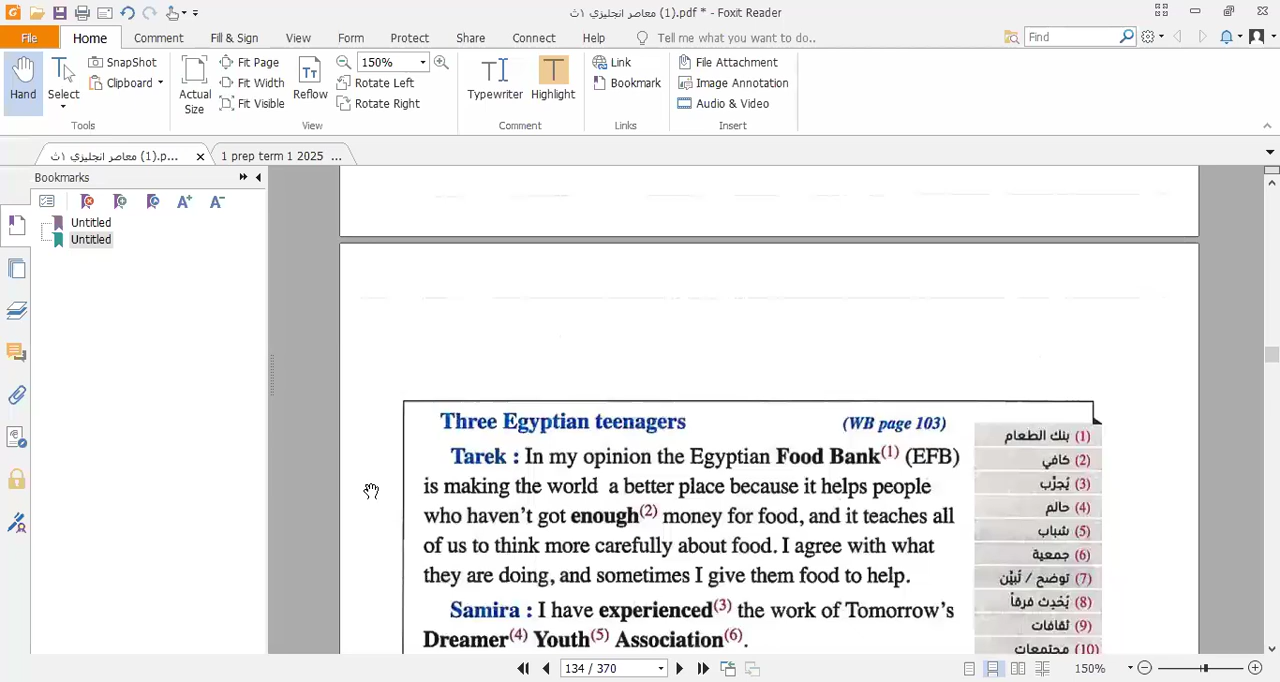 معاصر انجليزي ١ث (1).pdf * - Foxit Reader
File Home Comment Fill & Sign View Form Protect Share Connect Help Tell me what you want to do.. Find
Hand Select SnapShot Clipboard Actual Size Fit Page Fit Width Fit Visible Reflow 150% Rotate Left Rotate Right Typewriter Highlight Link Bookmark File Attachment Image Annotation Audio & Video
Tools View Comment Links Insert
معاصر انجليزي ١ث (1).p... 1 prep term 1 2025 ...
Bookmarks
Untitled
Untitled
Three Egyptian teenagers (WB page 103)
Tarek : In my opinion the Egyptian Food Bank(1) (EFB)
is making the world a better place because it helps people
who haven't got enough(2) money for food, and it teaches all
of us to think more carefully about food. I agree with what
they are doing, and sometimes I give them food to help.
Samira : I have experienced(3) the work of Tomorrow's
Dreamer(4) Youth(5) Association(6).
(1) بنك الطعام
(2) كافي
(3) يُجرِّب
(4) حالم
(5) شباب
(6) جمعية
(7) توضح / تُبيِّن
(8) يُحْدِث فرقاً
(9) ثقافات
(10) مجتمعات
134 / 370 150%